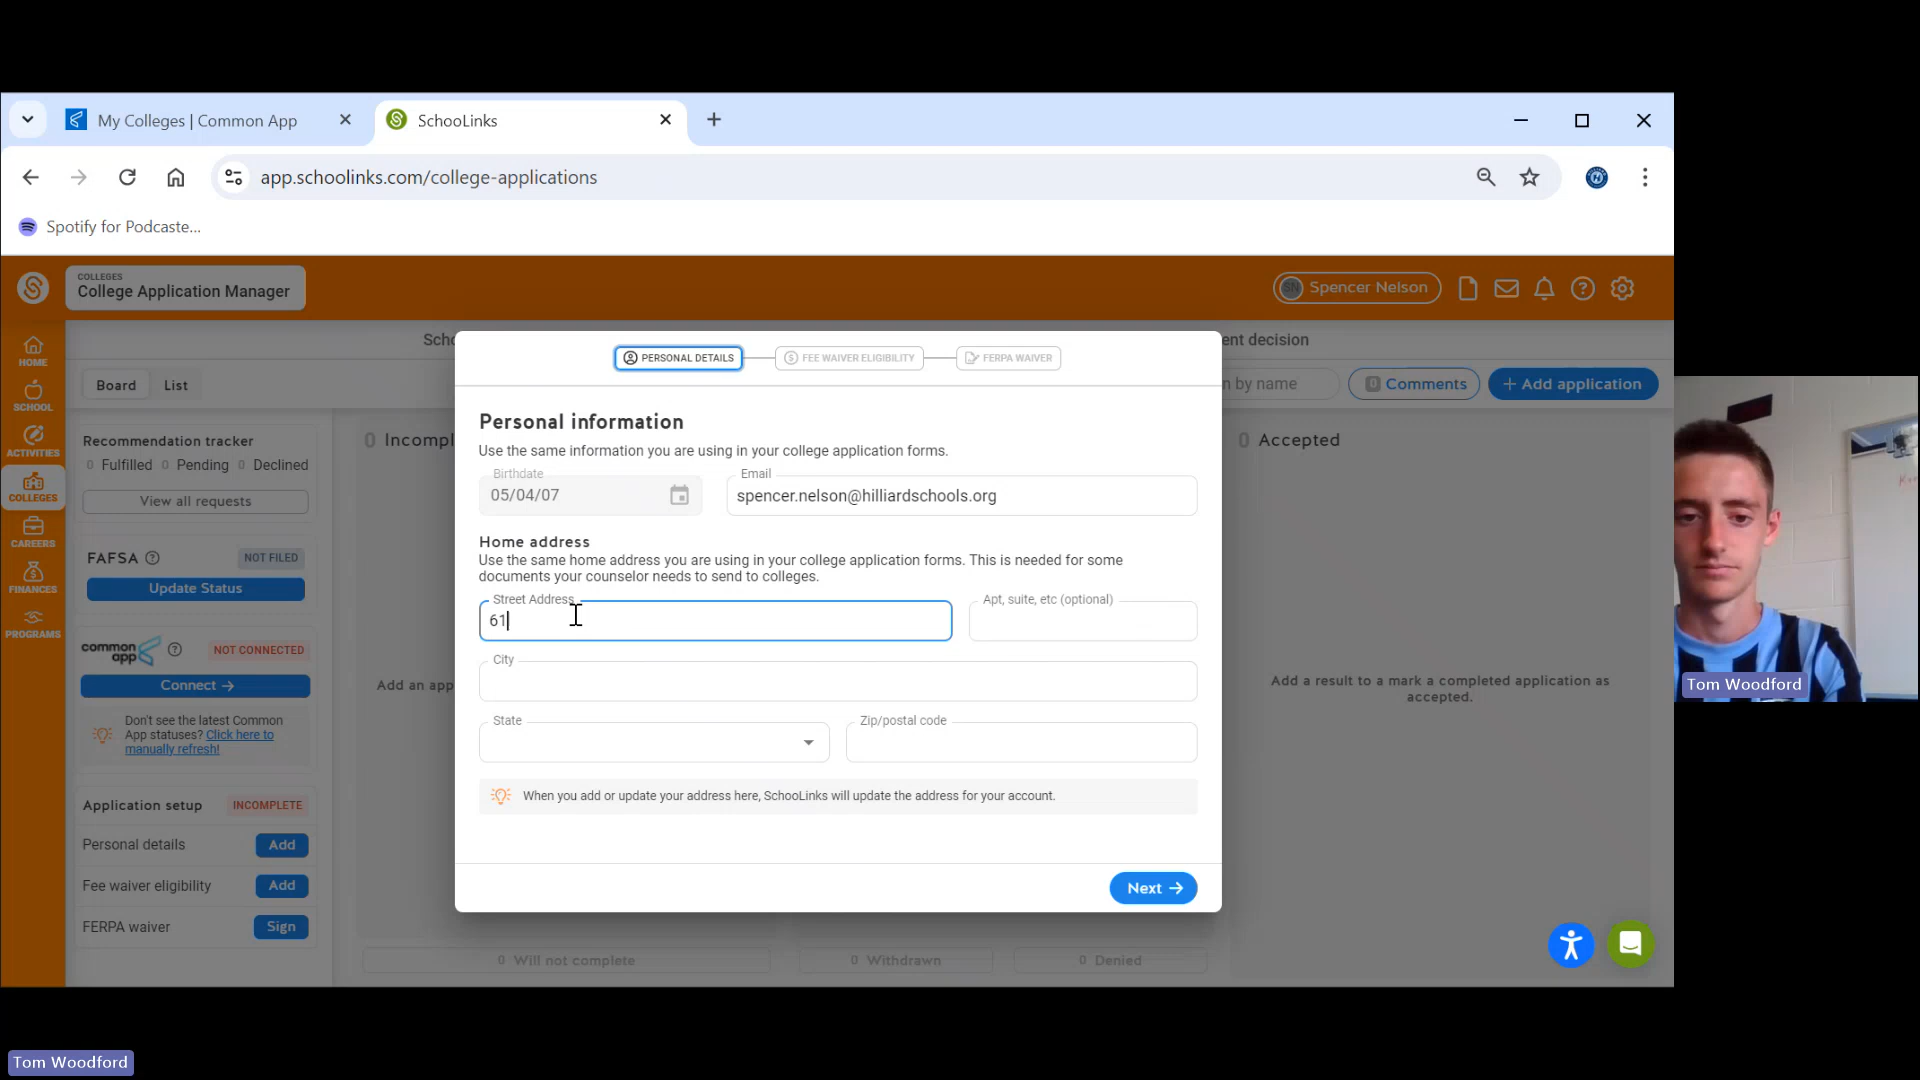 My Colleges | Common App
SchooLinks
app.schoolinks.com/college-applications
Spotify for Podcaste...
COLLEGES
College Application Manager
SN
Spencer Nelson
HOME
SCHOOL
ACTIVITIES
COLLEGES
CAREERS
FINANCES
PROGRAMS
Scho
ent decision
Board
List
n by name
0 Comments
+ Add application
Recommendation tracker
0 Fulfilled 0 Pending 0 Declined
View all requests
FAFSA
NOT FILED
Update Status
common app
NOT CONNECTED
Connect →
Don't see the latest Common
App statuses? Click here to
manually refresh!
Application setup
INCOMPLETE
Personal details
Add
Fee waiver eligibility
Add
FERPA waiver
Sign
0 Incompl
Add an app
0 Accepted
Add a result to a mark a completed application as
accepted.
0 Will not complete
0 Withdrawn
0 Denied
PERSONAL DETAILS
FEE WAIVER ELIGIBILITY
FERPA WAIVER
Personal information
Use the same information you are using in your college application forms.
Birthdate
05/04/07
Email
spencer.nelson@hilliardschools.org
Home address
Use the same home address you are using in your college application forms. This is needed for some
documents your counselor needs to send to colleges.
Street Address
61
Apt, suite, etc (optional)
City
State
Zip/postal code
When you add or update your address here, SchooLinks will update the address for your account.
Next →
Tom Woodford
Tom Woodford